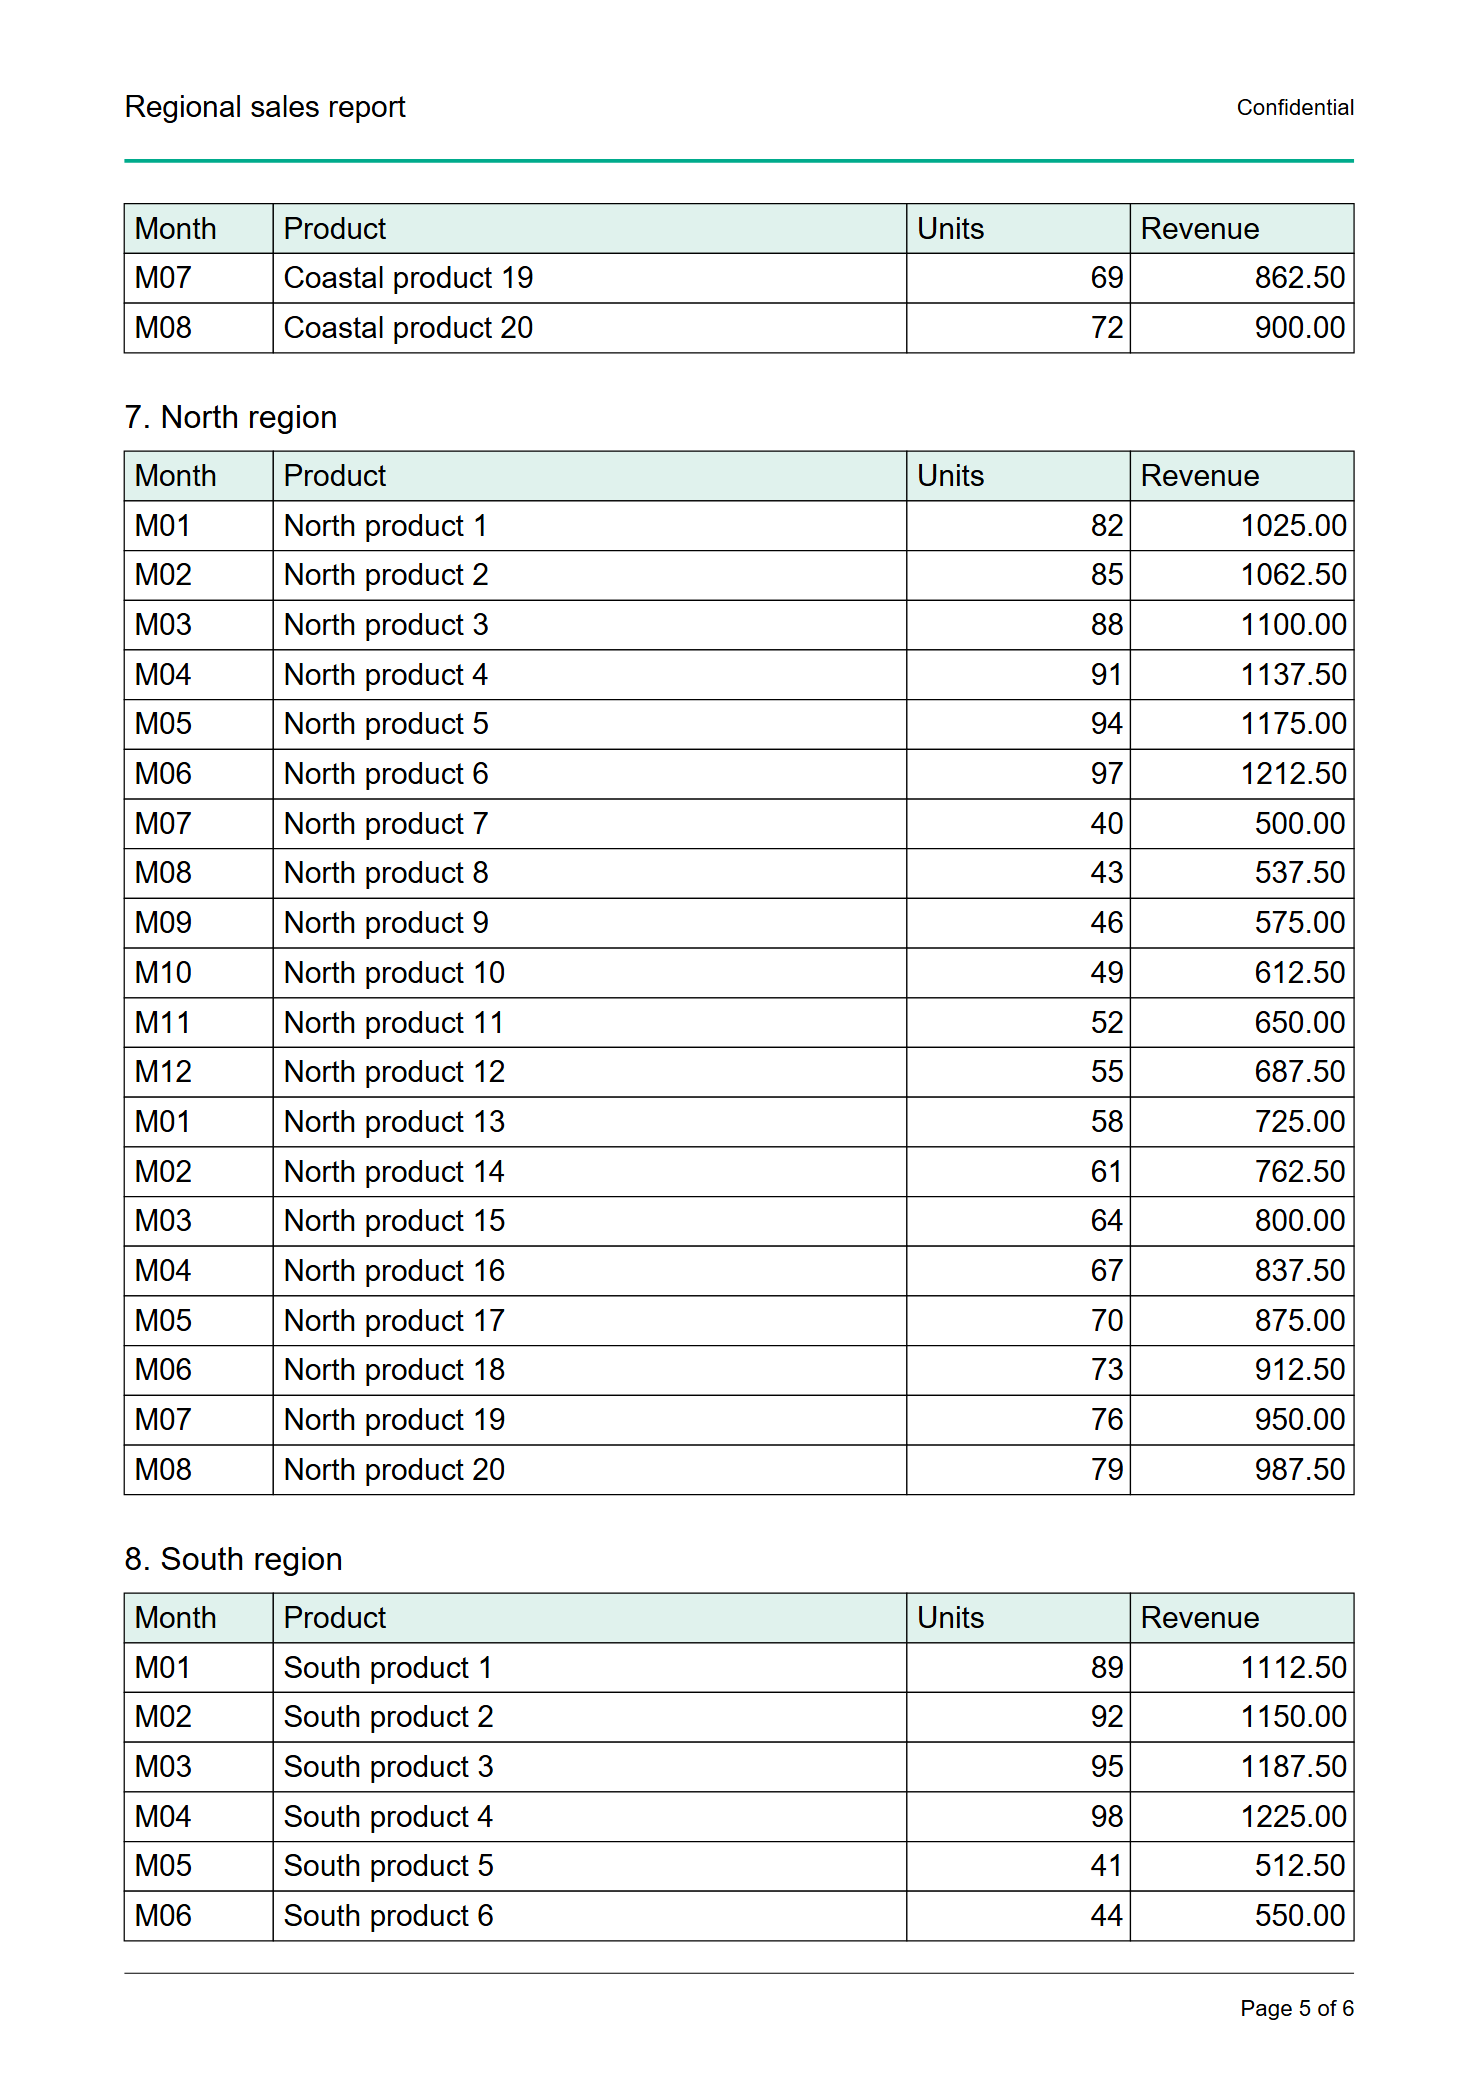 Regional sales report Confidential
Month Product Units Revenue
M07 Coastal product 19 69 862.50
M08 Coastal product 20 72 900.00
7. North region
Month Product Units Revenue
M01 North product 1 82 1025.00
M02 North product 2 85 1062.50
M03 North product 3 88 1100.00
M04 North product 4 91 1137.50
M05 North product 5 94 1175.00
M06 North product 6 97 1212.50
M07 North product 7 40 500.00
M08 North product 8 43 537.50
M09 North product 9 46 575.00
M10 North product 10 49 612.50
M11 North product 11 52 650.00
M12 North product 12 55 687.50
M01 North product 13 58 725.00
M02 North product 14 61 762.50
M03 North product 15 64 800.00
M04 North product 16 67 837.50
M05 North product 17 70 875.00
M06 North product 18 73 912.50
M07 North product 19 76 950.00
M08 North product 20 79 987.50
8. South region
Month Product Units Revenue
M01 South product 1 89 1112.50
M02 South product 2 92 1150.00
M03 South product 3 95 1187.50
M04 South product 4 98 1225.00
M05 South product 5 41 512.50
M06 South product 6 44 550.00
Page 5 of 6